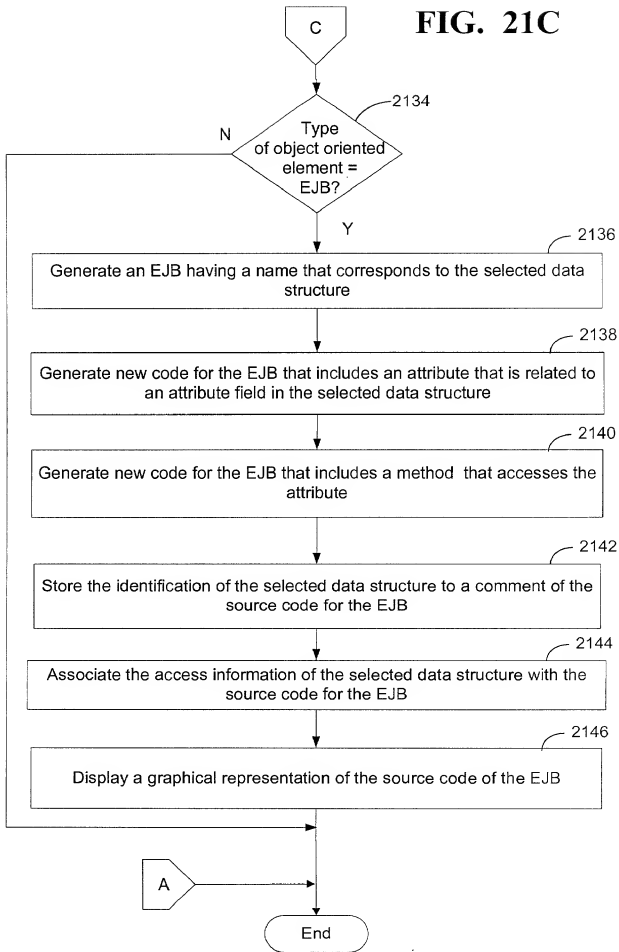 C
FIG. 21C
2134
N
Type
of object oriented
element =
EJB?
Y
2136
Generate an EJB having a name that corresponds to the selected data
structure
2138
Generate new code for the EJB that includes an attribute that is related to
an attribute field in the selected data structure
2140
Generate new code for the EJB that includes a method that accesses the
attribute
2142
Store the identification of the selected data structure to a comment of the
source code for the EJB
2144
Associate the access information of the selected data structure with the
source code for the EJB
2146
Display a graphical representation of the source code of the EJB
A
End